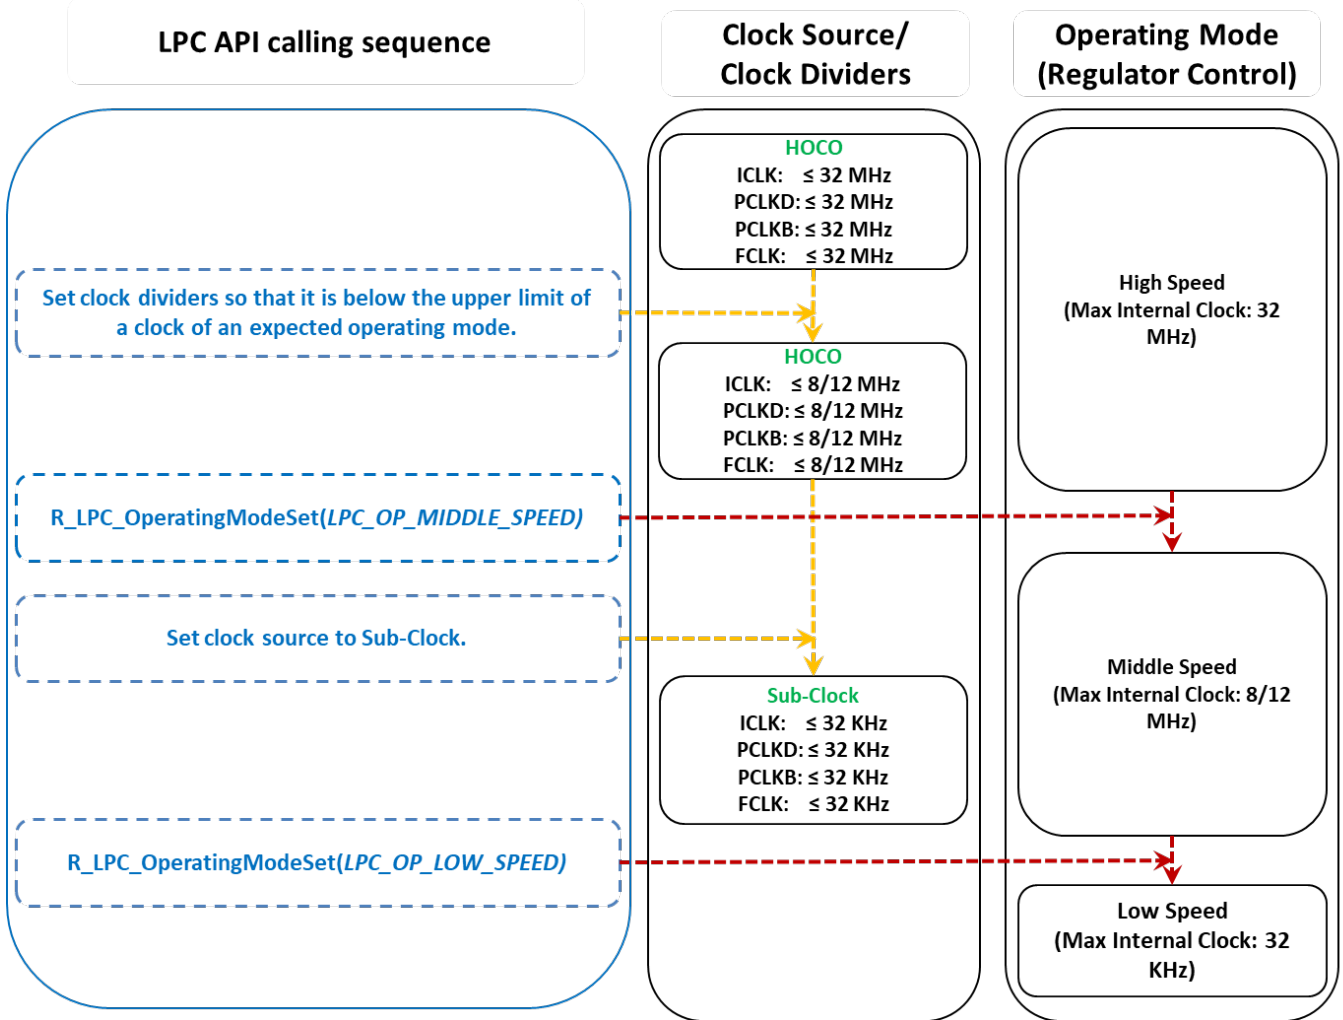 LPC API calling sequence
Clock Source/
Clock Dividers
Operating Mode
(Regulator Control)
HOCO
ICLK: ≤ 32 MHz
PCLKD: ≤ 32 MHz
PCLKB: ≤ 32 MHz
FCLK: ≤ 32 MHz
Set clock dividers so that it is below the upper limit of
a clock of an expected operating mode.
High Speed
(Max Internal Clock: 32
MHz)
HOCO
ICLK: ≤ 8/12 MHz
PCLKD: ≤ 8/12 MHz
PCLKB: ≤ 8/12 MHz
FCLK: ≤ 8/12 MHz
R_LPC_OperatingModeSet(LPC_OP_MIDDLE_SPEED)
Set clock source to Sub-Clock.
Middle Speed
(Max Internal Clock: 8/12
MHz)
Sub-Clock
ICLK: ≤ 32 KHz
PCLKD: ≤ 32 KHz
PCLKB: ≤ 32 KHz
FCLK: ≤ 32 KHz
R_LPC_OperatingModeSet(LPC_OP_LOW_SPEED)
Low Speed
(Max Internal Clock: 32
KHz)